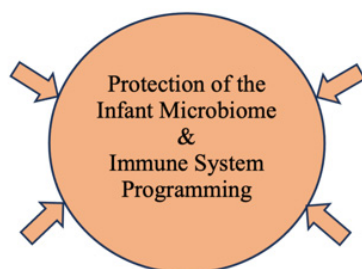 Protection of the
Infant Microbiome
&
Immune System
Programming